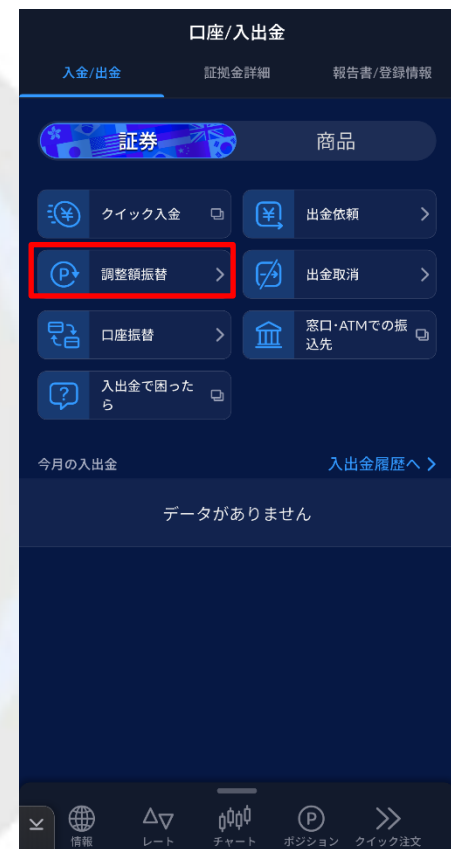 口座/入出金
入金/出金 証拠金詳細 報告書/登録情報
証券 商品
クイック入金 出金依頼
調整額振替 出金取消
口座振替 窓口・ATMでの振
込先
入出金で困った
ら
今月の入出金 入出金履歴へ
データがありません
情報 レート チャート ポジション クイック注文